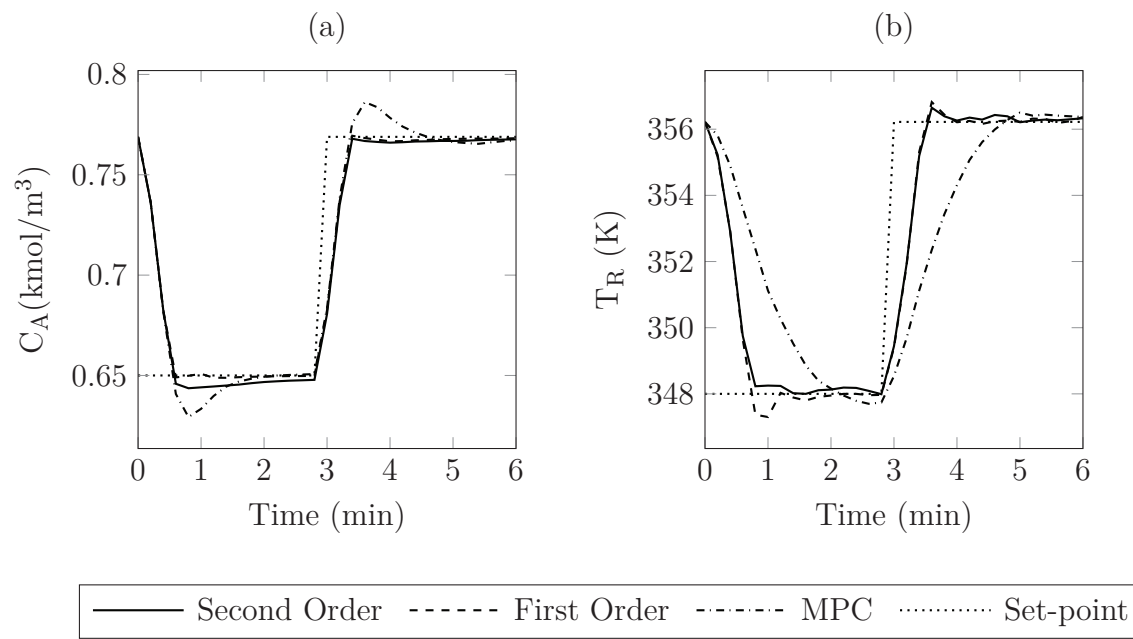 (a)
(b)
0.8
0.75
0.7
0.65
C_A(kmol/m³)
0 1 2 3 4 5 6
Time (min)
356
354
352
350
348
T_R (K)
0 1 2 3 4 5 6
Time (min)
Second Order First Order MPC Set-point